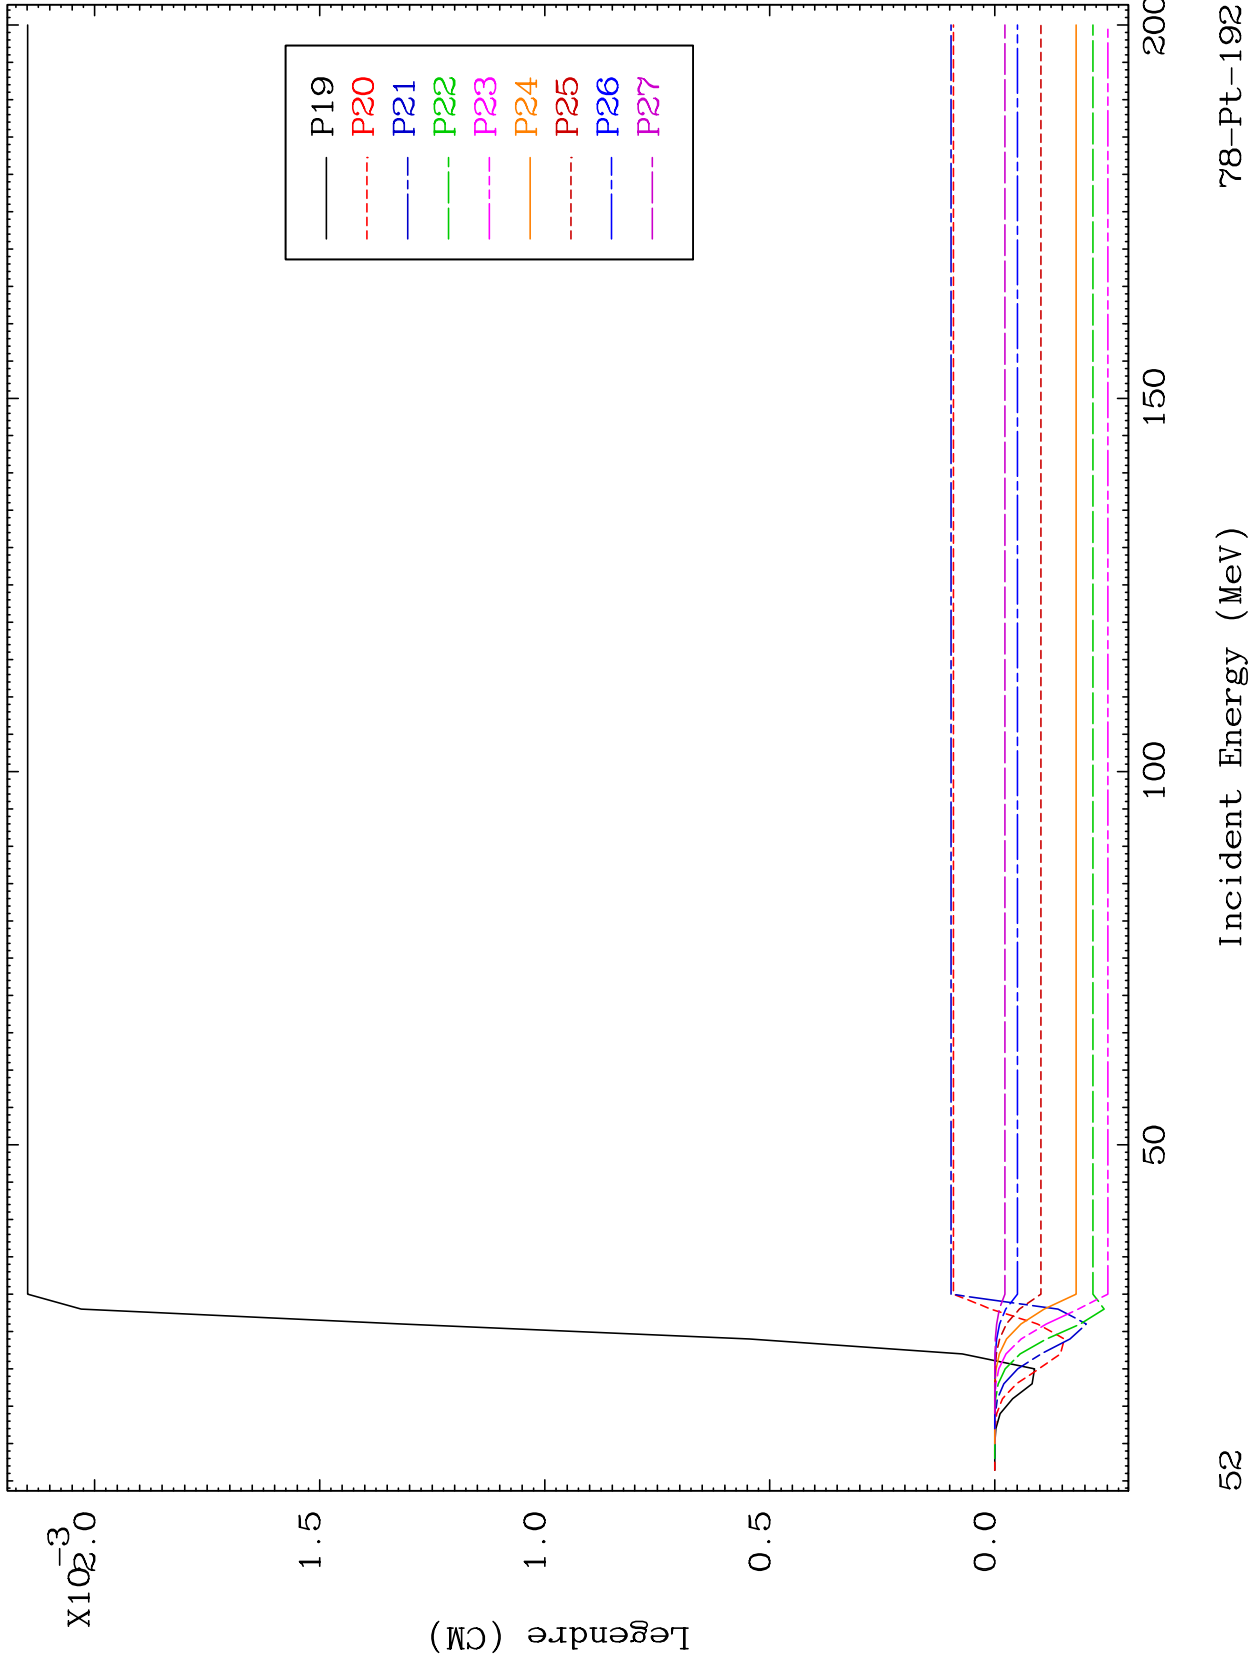 X10-3
2.0
1.5
1.0
0.5
0.0
Legendre (CM)
P19
P20
P21
P22
P23
P24
P25
P26
P27
50
100
150
200
Incident Energy (MeV)
52
78-Pt-192